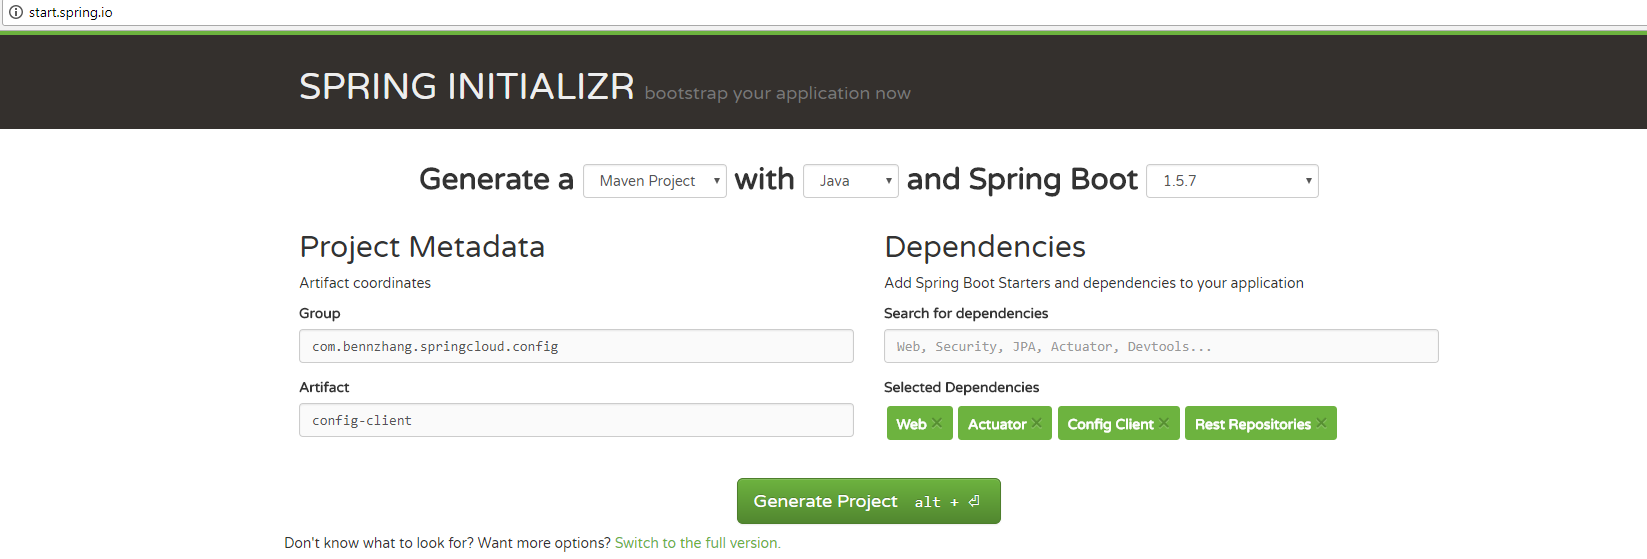 start.spring.io
SPRING INITIALIZR bootstrap your application now
Generate a Maven Project with Java and Spring Boot 1.5.7
Project Metadata
Artifact coordinates
Group
com.bennzhang.springcloud.config
Artifact
config-client
Dependencies
Add Spring Boot Starters and dependencies to your application
Search for dependencies
Web, Security, JPA, Actuator, Devtools...
Selected Dependencies
Web × Actuator × Config Client × Rest Repositories ×
Generate Project alt + ⏎
Don't know what to look for? Want more options? Switch to the full version.